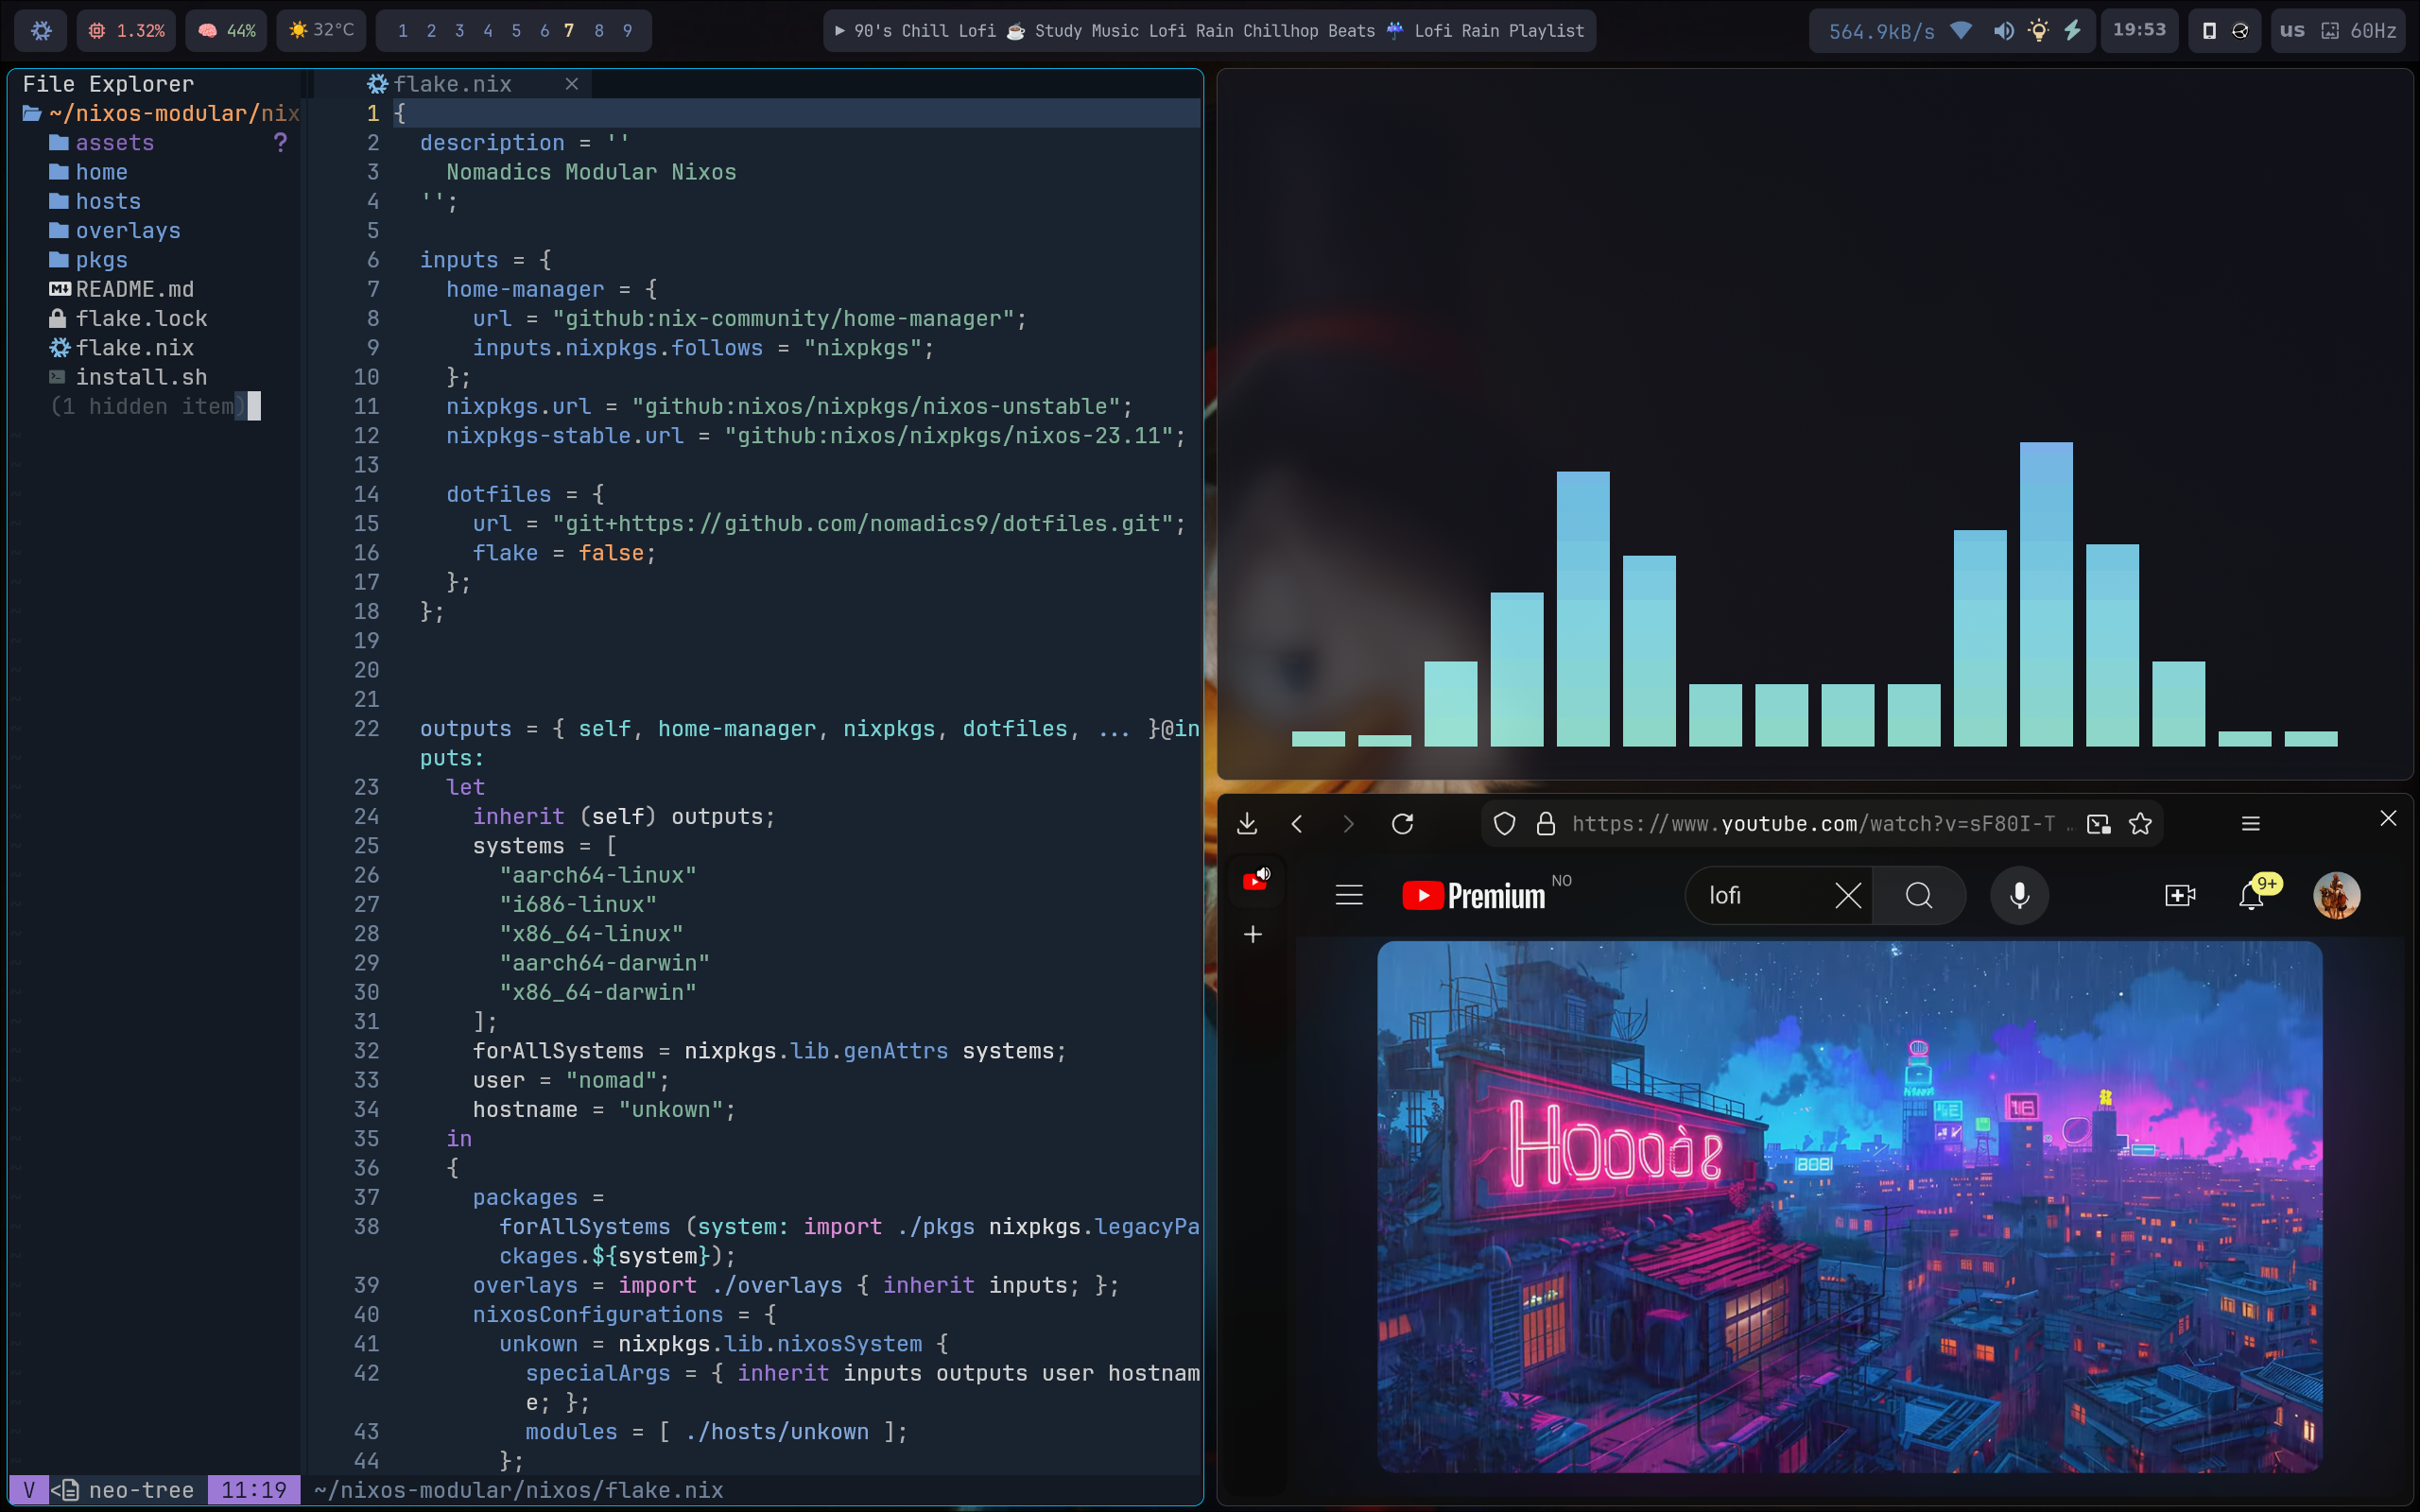 1.32%
44%
32°C
1 2 3 4 5 6 7 8 9
▶ 90's Chill Lofi ☕ Study Music Lofi Rain Chillhop Beats ☔ Lofi Rain Playlist
564.9kB/s
19:53
us 60Hz
File Explorer
~/nixos-modular/nix
assets ?
home
hosts
overlays
pkgs
README.md
flake.lock
flake.nix
install.sh
(1 hidden item)
flake.nix ×
1 {
2 description = ''
3 Nomadics Modular Nixos
4 '';
5
6 inputs = {
7 home-manager = {
8 url = "github:nix-community/home-manager";
9 inputs.nixpkgs.follows = "nixpkgs";
10 };
11 nixpkgs.url = "github:nixos/nixpkgs/nixos-unstable";
12 nixpkgs-stable.url = "github:nixos/nixpkgs/nixos-23.11";
13
14 dotfiles = {
15 url = "git+https://github.com/nomadics9/dotfiles.git";
16 flake = false;
17 };
18 };
19
20
21
22 outputs = { self, home-manager, nixpkgs, dotfiles, ... }@in
puts:
23 let
24 inherit (self) outputs;
25 systems = [
26 "aarch64-linux"
27 "i686-linux"
28 "x86_64-linux"
29 "aarch64-darwin"
30 "x86_64-darwin"
31 ];
32 forAllSystems = nixpkgs.lib.genAttrs systems;
33 user = "nomad";
34 hostname = "unkown";
35 in
36 {
37 packages =
38 forAllSystems (system: import ./pkgs nixpkgs.legacyPa
ckages.${system});
39 overlays = import ./overlays { inherit inputs; };
40 nixosConfigurations = {
41 unkown = nixpkgs.lib.nixosSystem {
42 specialArgs = { inherit inputs outputs user hostnam
e; };
43 modules = [ ./hosts/unkown ];
44 };
V < neo-tree 11:19 ~/nixos-modular/nixos/flake.nix
https://www.youtube.com/watch?v=sF80I-T…
Premium NO
lofi
9+
808